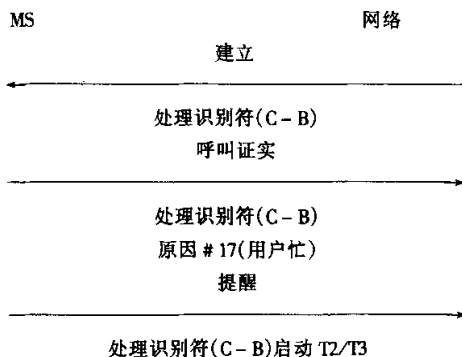 MS 网络
建立
处理识别符(C-B)
呼叫证实
处理识别符(C-B)
原因#17(用户忙)
提醒
处理识别符(C-B)启动T2/T3